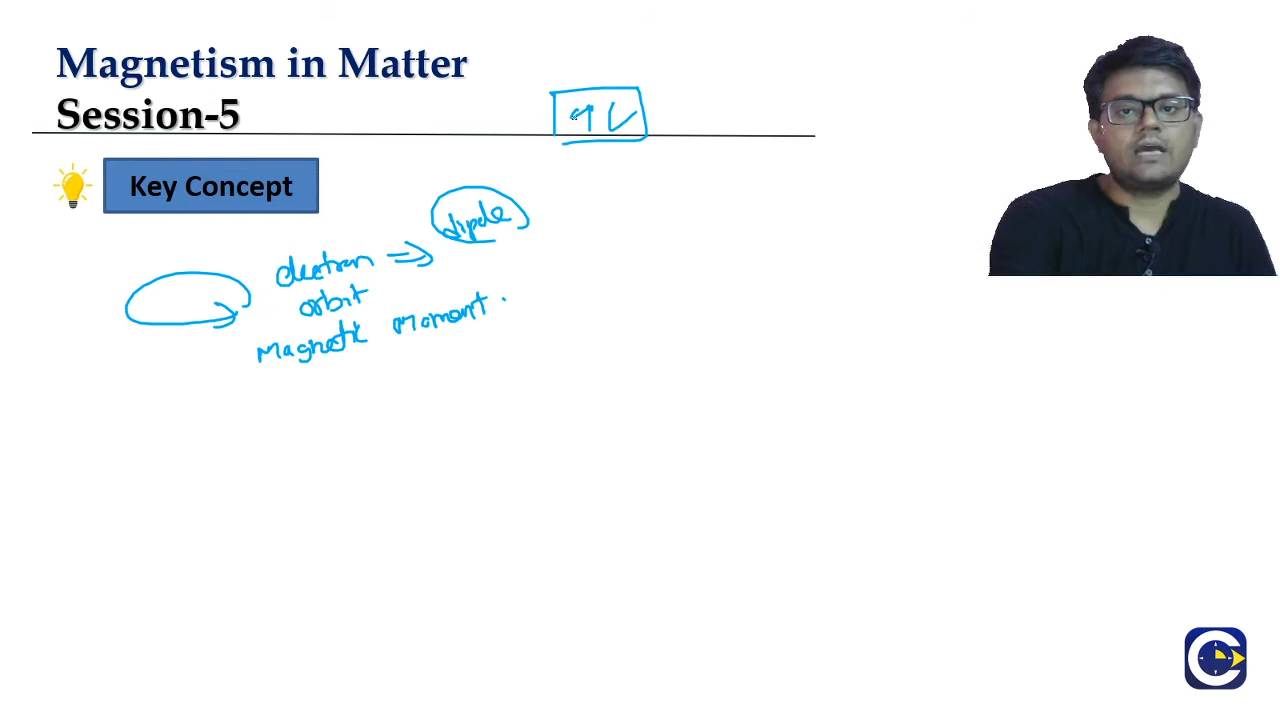 Magnetism in Matter
Session-5
Key Concept
dipole
electron ⇒
orbit
Magnetic Moment.